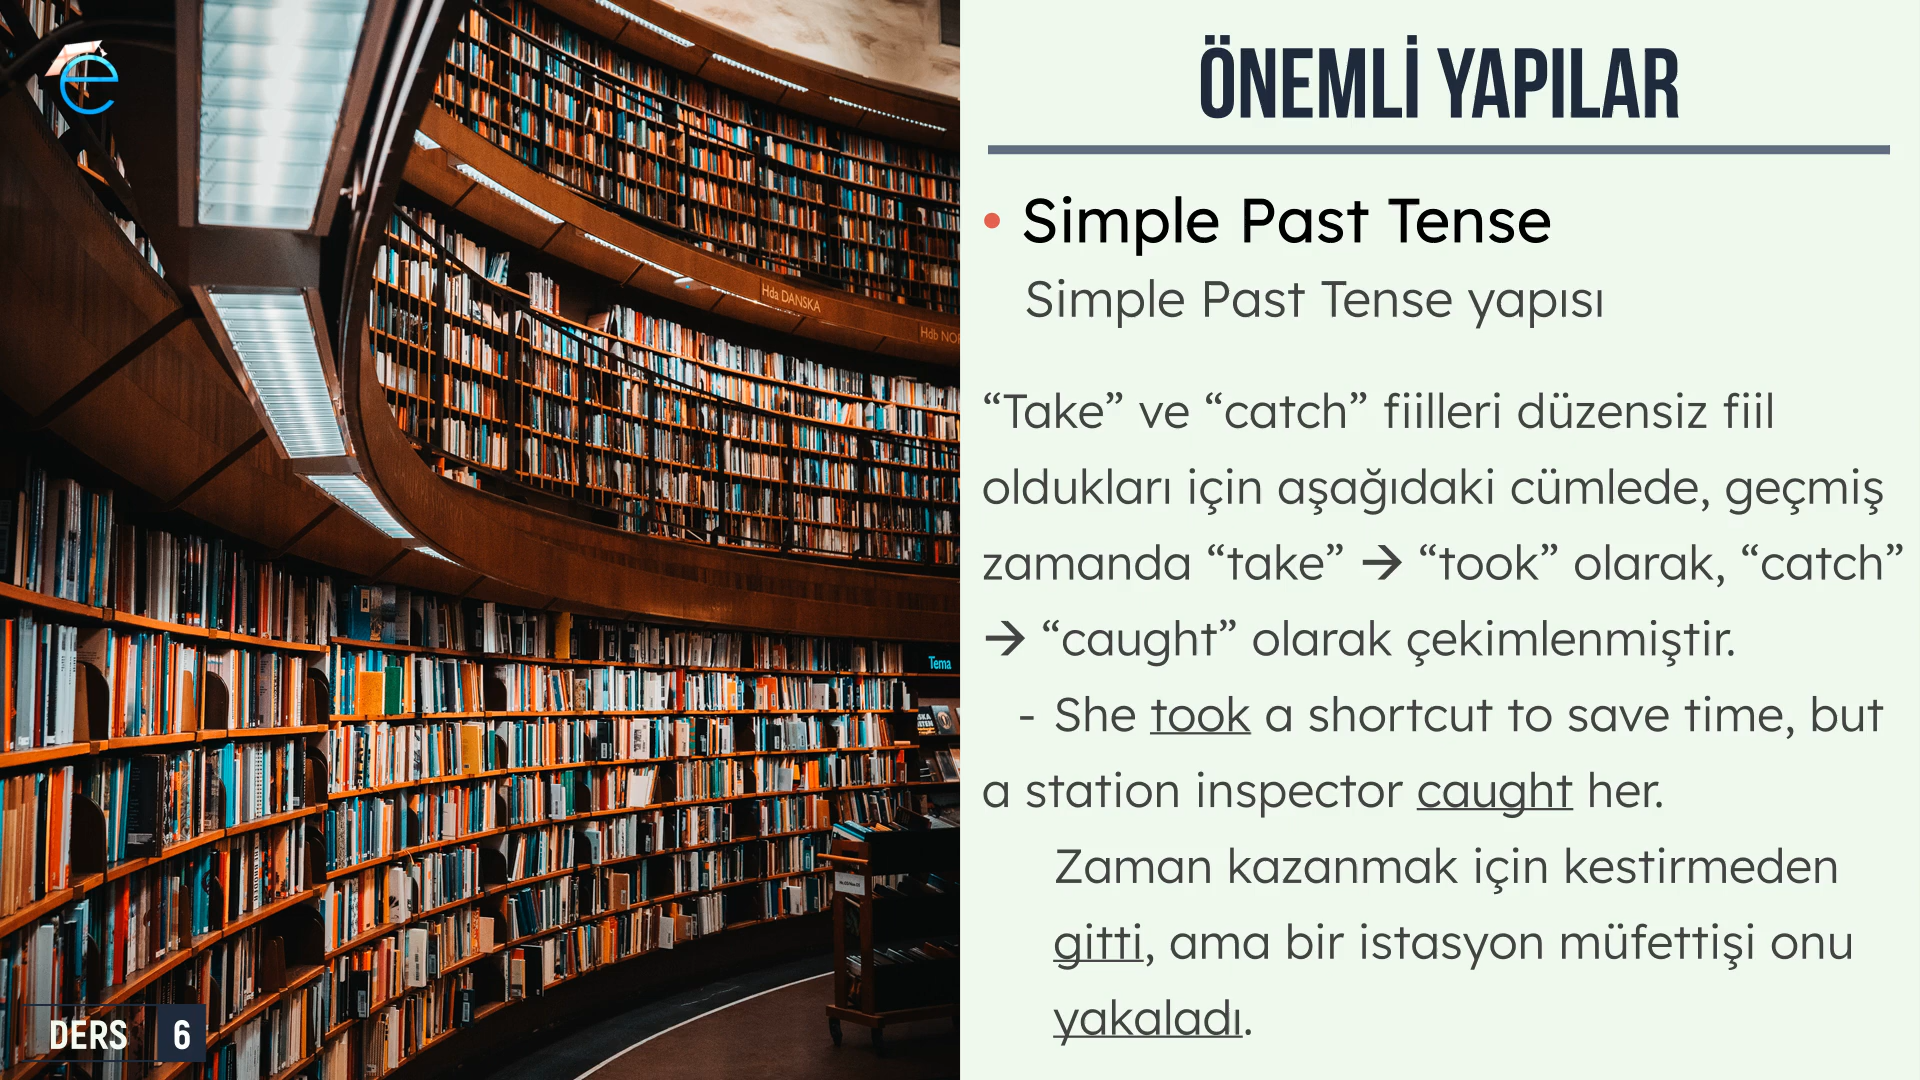 e
Hda DANSKA
Tema
DERS 6
ÖNEMLİ YAPILAR
• Simple Past Tense
Simple Past Tense yapısı
“Take” ve “catch” fiilleri düzensiz fiil
oldukları için aşağıdaki cümlede, geçmiş
zamanda “take” → “took” olarak, “catch”
→ “caught” olarak çekimlenmiştir.
- She took a shortcut to save time, but
a station inspector caught her.
Zaman kazanmak için kestirmeden
gitti, ama bir istasyon müfettişi onu
yakaladı.